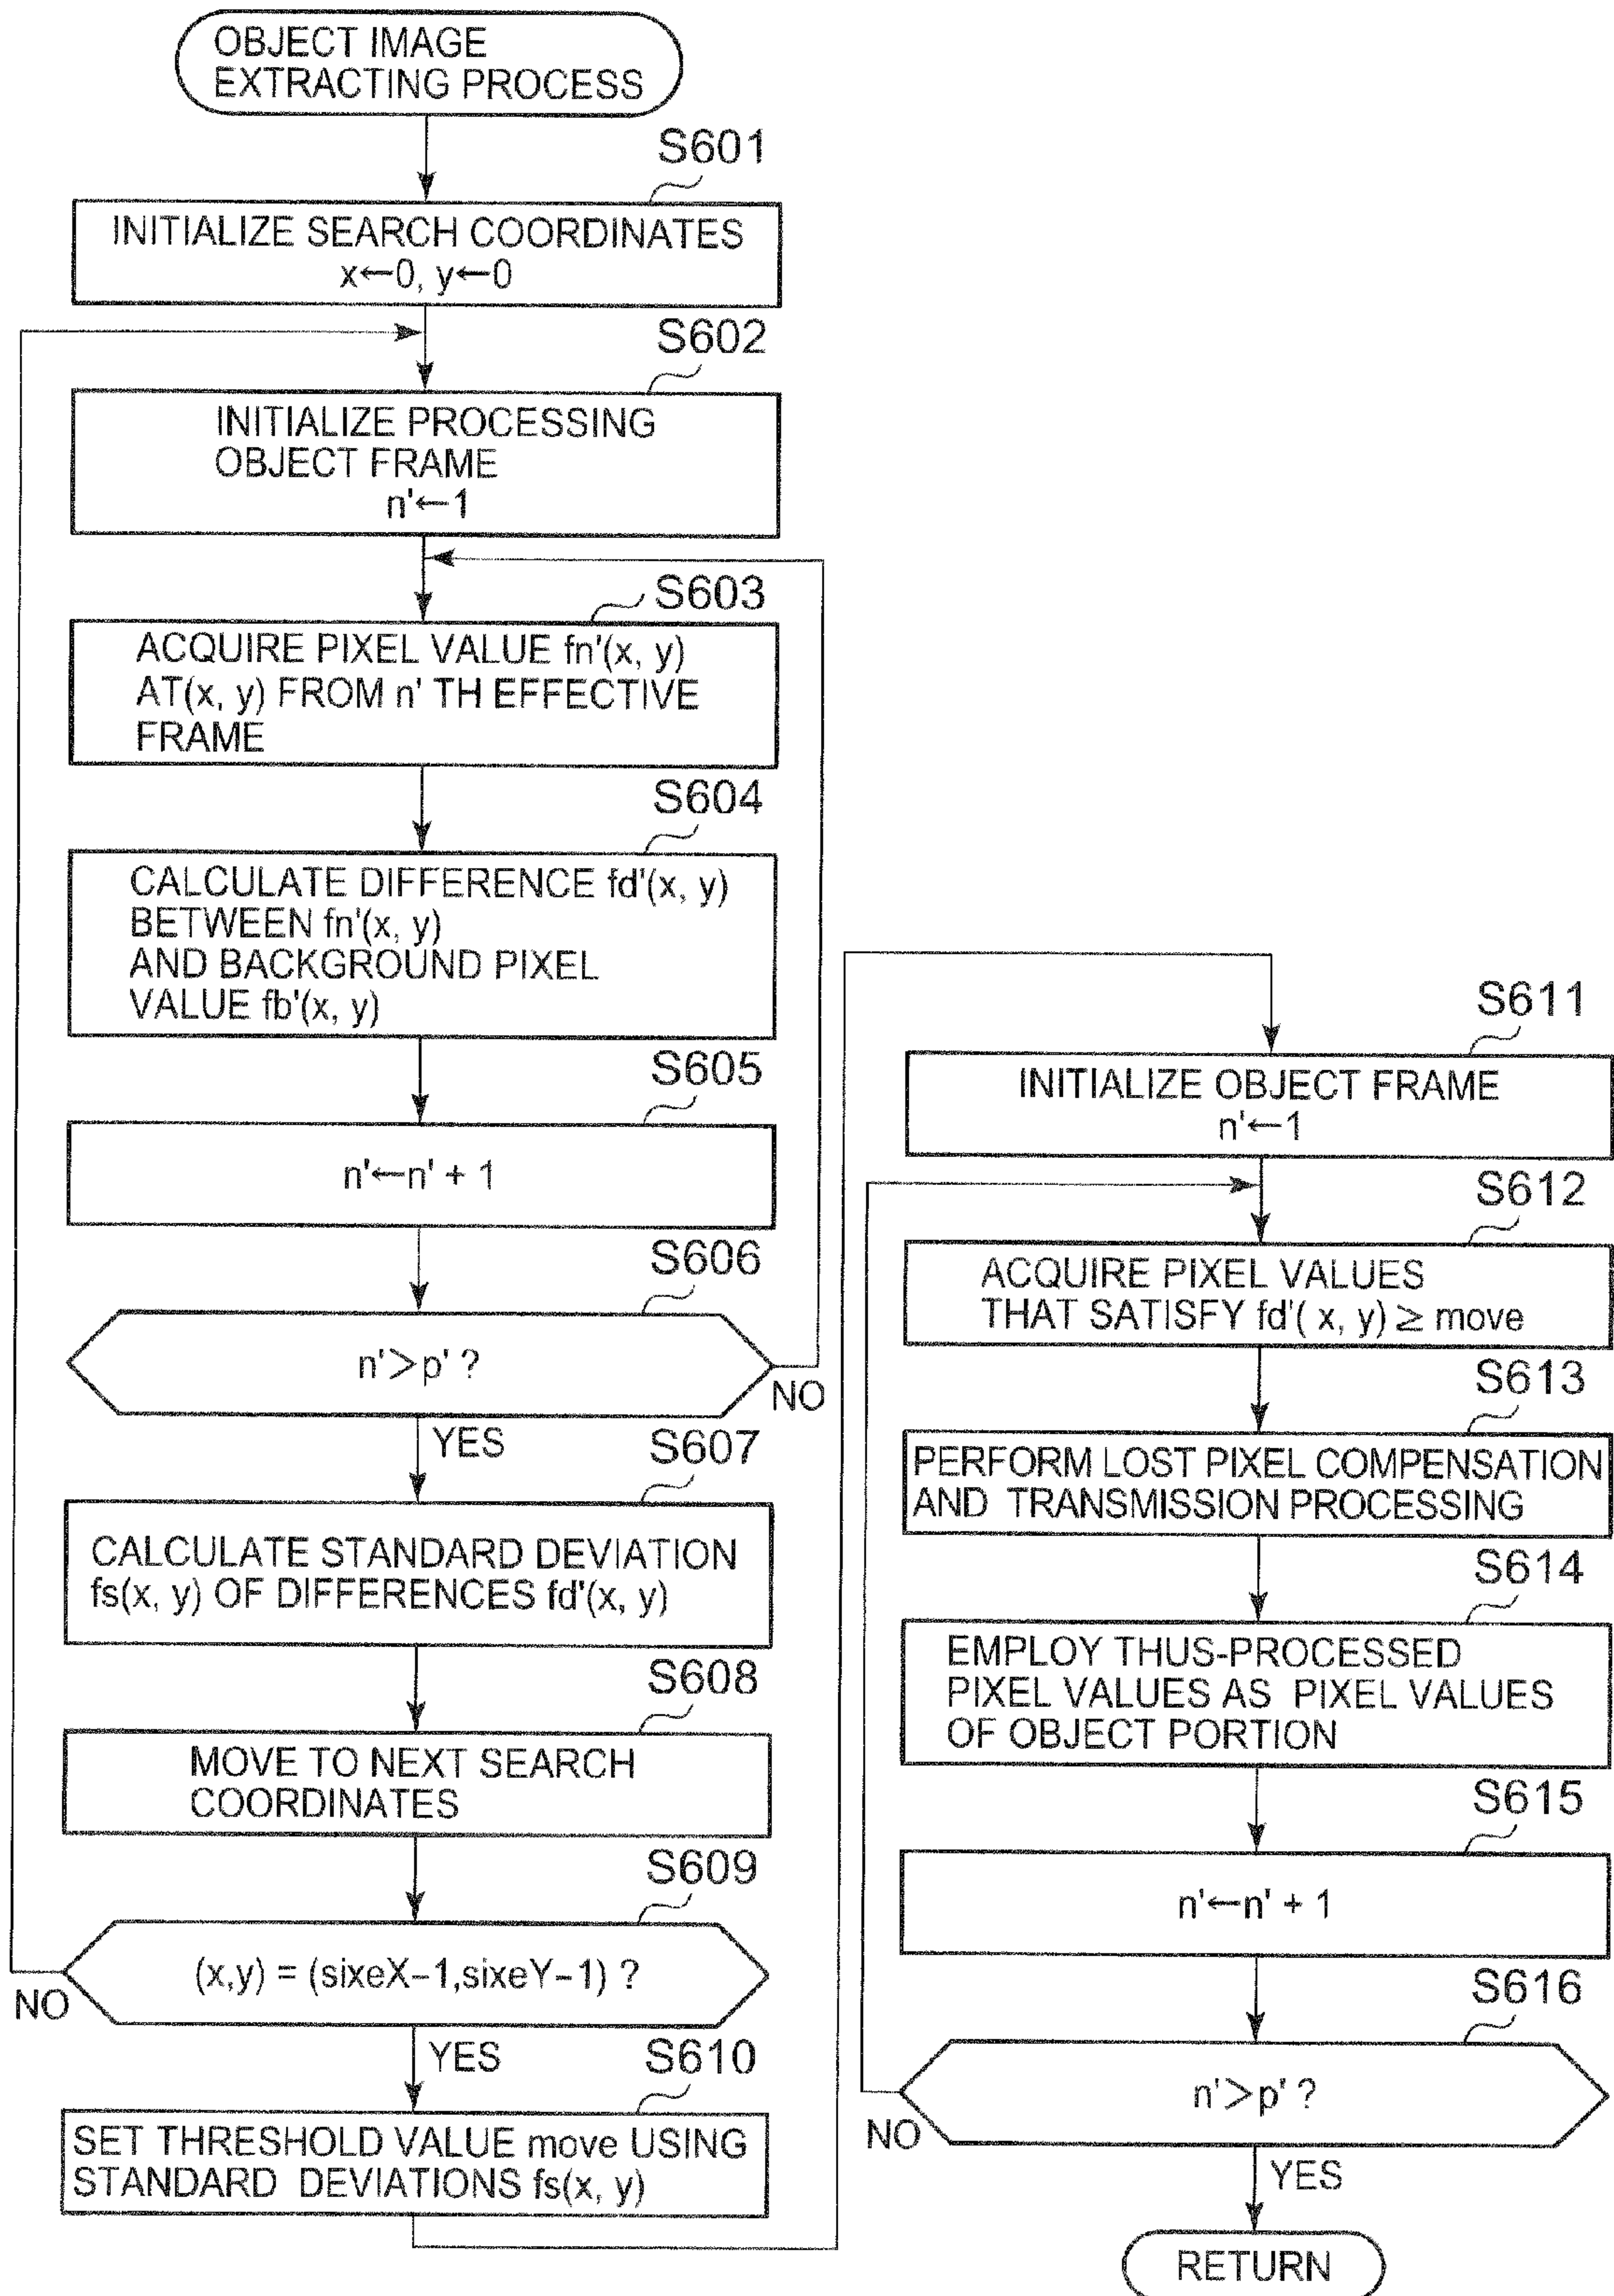 OBJECT IMAGE
EXTRACTING PROCESS
S601
INITIALIZE SEARCH COORDINATES
x←0, y←0
S602
INITIALIZE PROCESSING
OBJECT FRAME
n'←1
S603
ACQUIRE PIXEL VALUE fn'(x, y)
AT(x, y) FROM n' TH EFFECTIVE
FRAME
S604
CALCULATE DIFFERENCE fd'(x, y)
BETWEEN fn'(x, y)
AND BACKGROUND PIXEL
VALUE fb'(x, y)
S605
n'←n' + 1
S606
n'>p' ?
NO
YES
S607
CALCULATE STANDARD DEVIATION
fs(x, y) OF DIFFERENCES fd'(x, y)
S608
MOVE TO NEXT SEARCH
COORDINATES
S609
(x,y) = (sixeX-1,sixeY-1) ?
NO
YES
S610
SET THRESHOLD VALUE move USING
STANDARD DEVIATIONS fs(x, y)
S611
INITIALIZE OBJECT FRAME
n'←1
S612
ACQUIRE PIXEL VALUES
THAT SATISFY fd'( x, y) ≥ move
S613
PERFORM LOST PIXEL COMPENSATION
AND TRANSMISSION PROCESSING
S614
EMPLOY THUS-PROCESSED
PIXEL VALUES AS PIXEL VALUES
OF OBJECT PORTION
S615
n'←n' + 1
S616
n'>p' ?
NO
YES
RETURN